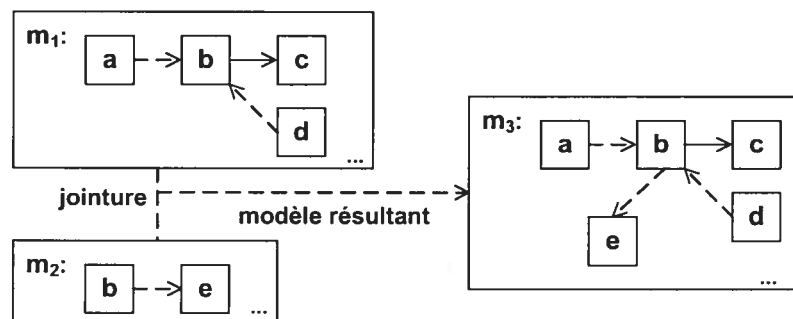 m₁:
a b c
d
...
jointure
modèle résultant
m₂:
b e
...
m₃:
a b c
e d
...